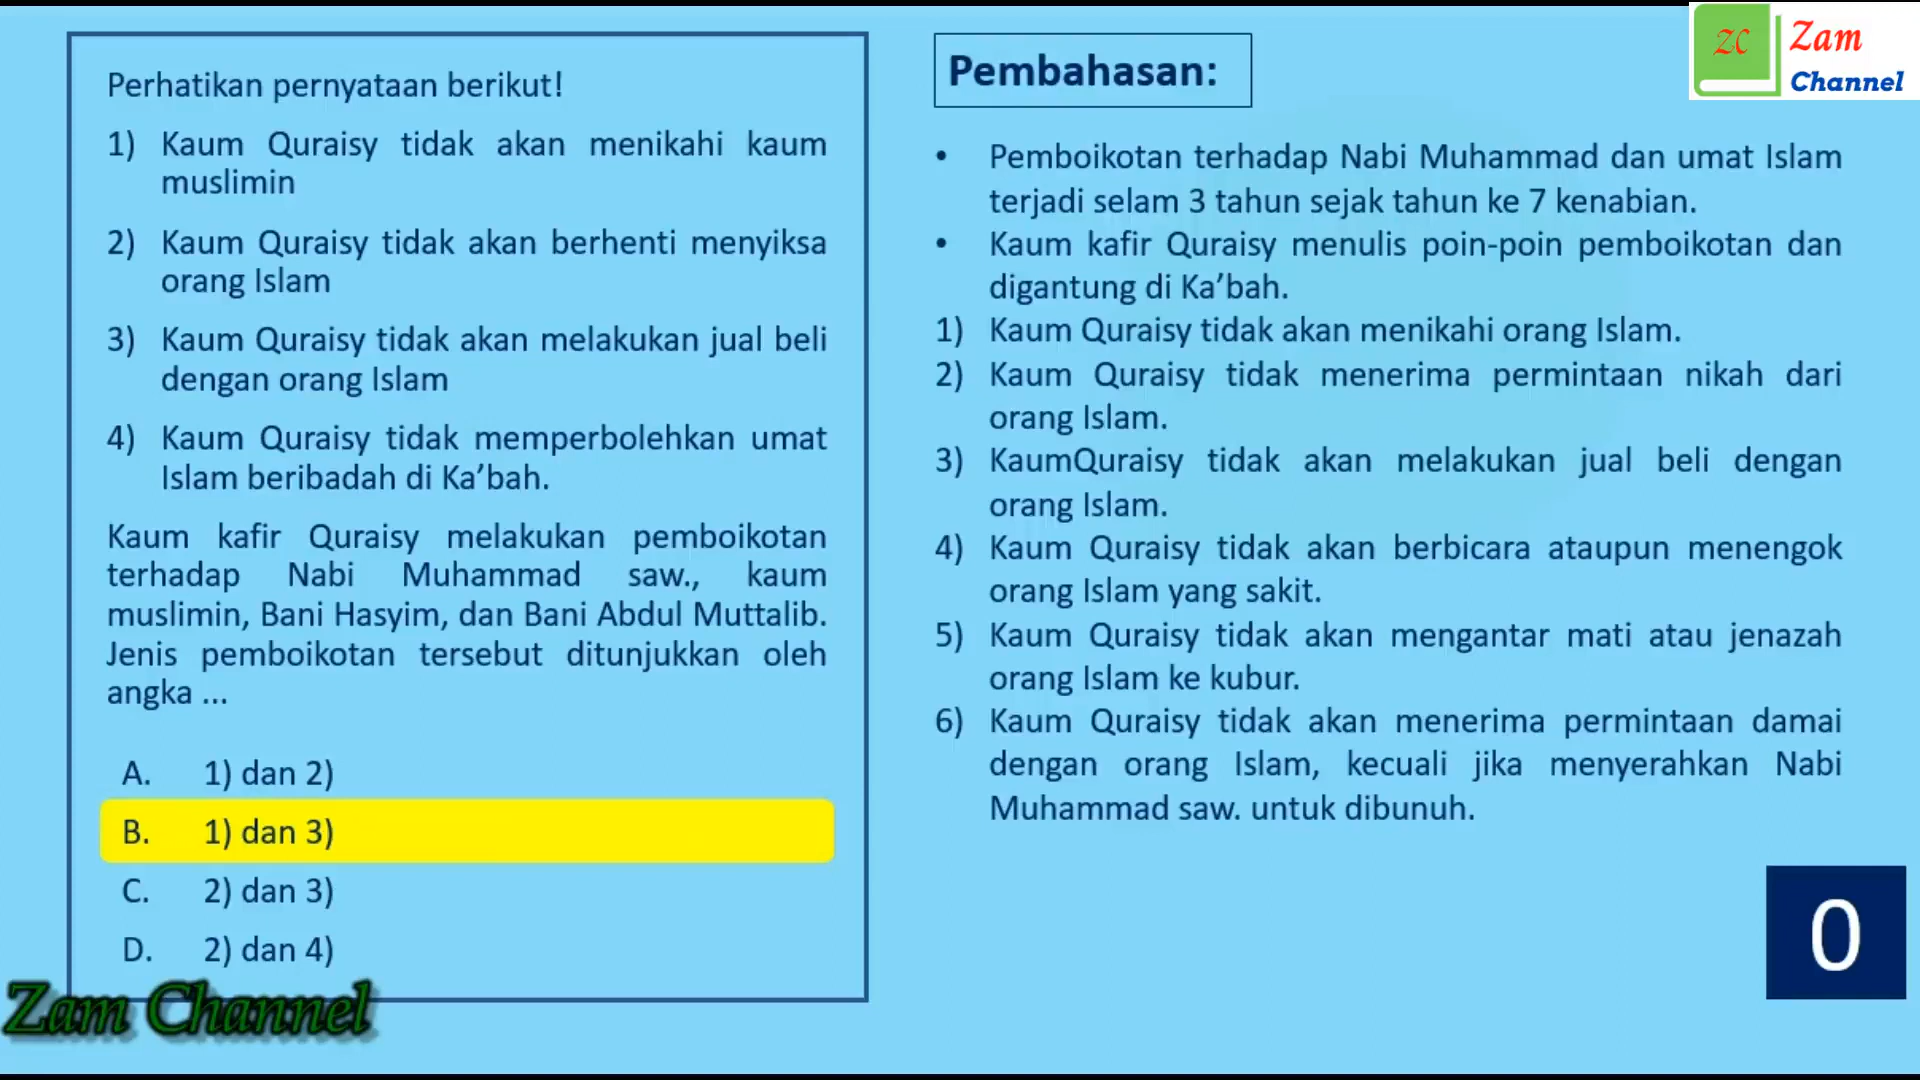 Perhatikan pernyataan berikut!
1) Kaum Quraisy tidak akan menikahi kaum
muslimin
2) Kaum Quraisy tidak akan berhenti menyiksa
orang Islam
3) Kaum Quraisy tidak akan melakukan jual beli
dengan orang Islam
4) Kaum Quraisy tidak memperbolehkan umat
Islam beribadah di Ka’bah.
Kaum kafir Quraisy melakukan pemboikotan
terhadap Nabi Muhammad saw., kaum
muslimin, Bani Hasyim, dan Bani Abdul Muttalib.
Jenis pemboikotan tersebut ditunjukkan oleh
angka ...
A. 1) dan 2)
B. 1) dan 3)
C. 2) dan 3)
D. 2) dan 4)
Zam Channel
Pembahasan:
• Pemboikotan terhadap Nabi Muhammad dan umat Islam
terjadi selam 3 tahun sejak tahun ke 7 kenabian.
• Kaum kafir Quraisy menulis poin-poin pemboikotan dan
digantung di Ka’bah.
1) Kaum Quraisy tidak akan menikahi orang Islam.
2) Kaum Quraisy tidak menerima permintaan nikah dari
orang Islam.
3) KaumQuraisy tidak akan melakukan jual beli dengan
orang Islam.
4) Kaum Quraisy tidak akan berbicara ataupun menengok
orang Islam yang sakit.
5) Kaum Quraisy tidak akan mengantar mati atau jenazah
orang Islam ke kubur.
6) Kaum Quraisy tidak akan menerima permintaan damai
dengan orang Islam, kecuali jika menyerahkan Nabi
Muhammad saw. untuk dibunuh.
ZC
Zam
Channel
0